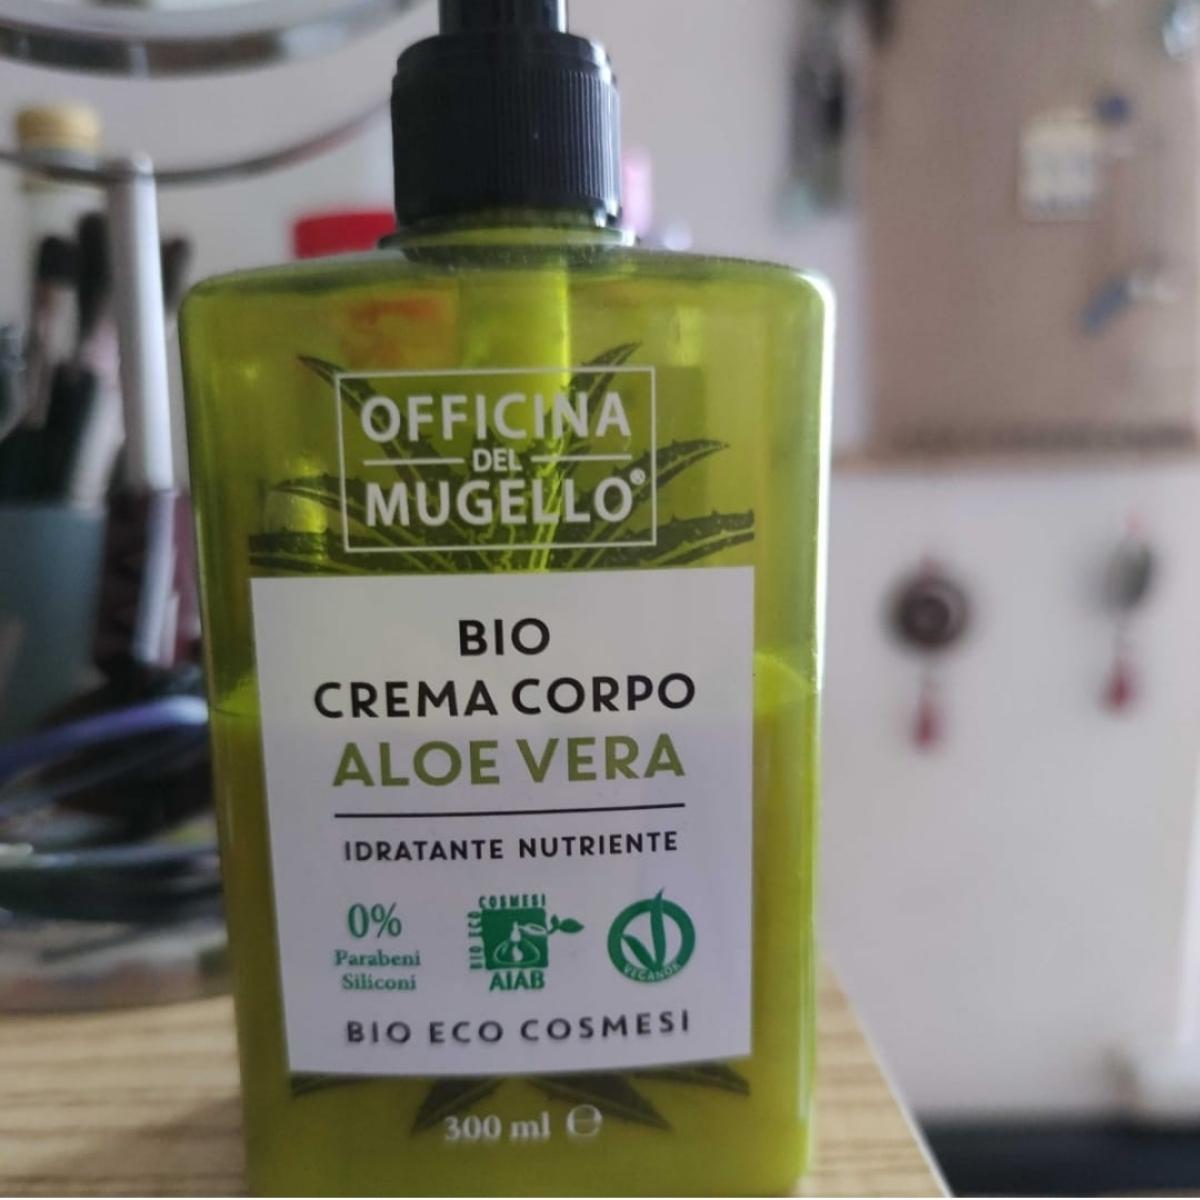 OFFICINA
DEL
MUGELLO®
BIO
CREMA CORPO
ALOE VERA
IDRATANTE NUTRIENTE
0%
Parabeni
Siliconi
BIO ECO COSMESI
AIAB
VEGANOK
BIO ECO COSMESI
300 ml ℮